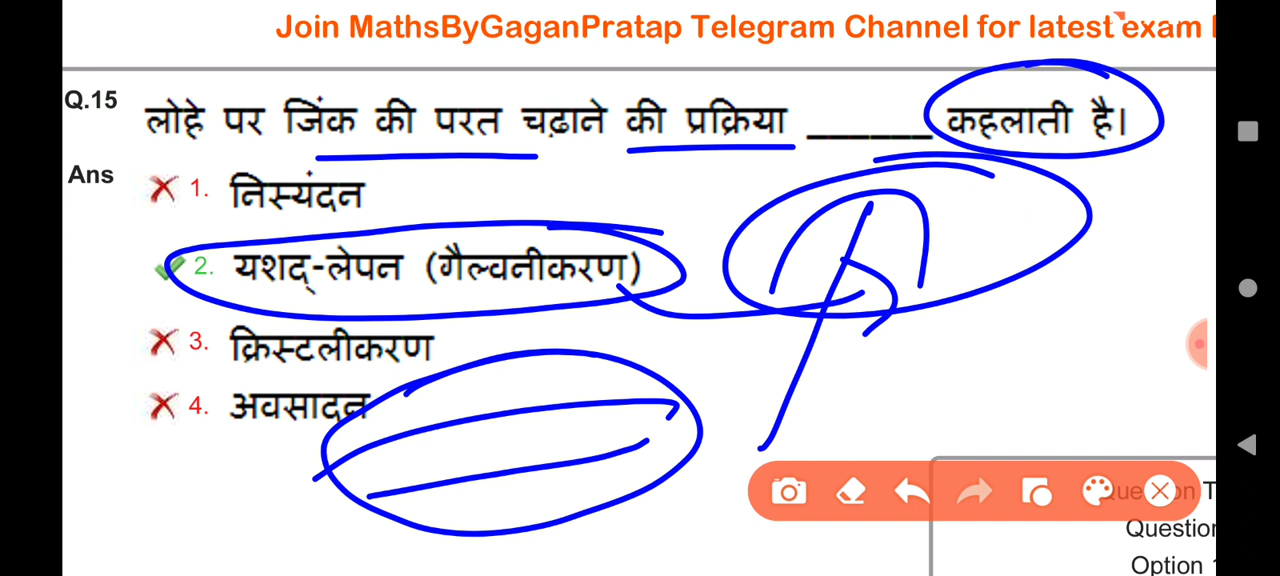 Join MathsByGaganPratap Telegram Channel for latest exam
Q.15 लोहे पर जिंक की परत चढ़ाने की प्रक्रिया ______ कहलाती है।
Ans 1. निस्यंदन
2. यशद्-लेपन (गैल्वनीकरण)
3. क्रिस्टलीकरण
4. अवसादन
Question
Option